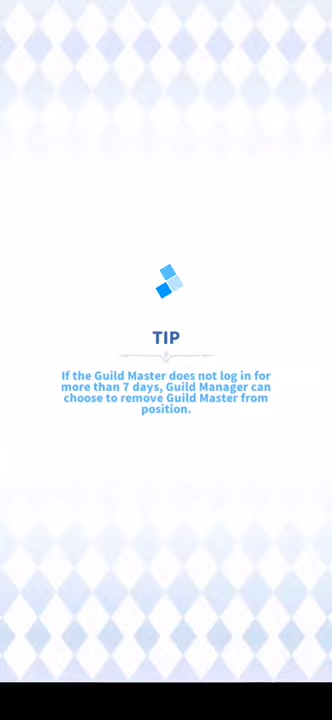 TIP
If the Guild Master does not log in for
more than 7 days, Guild Manager can
choose to remove Guild Master from
position.